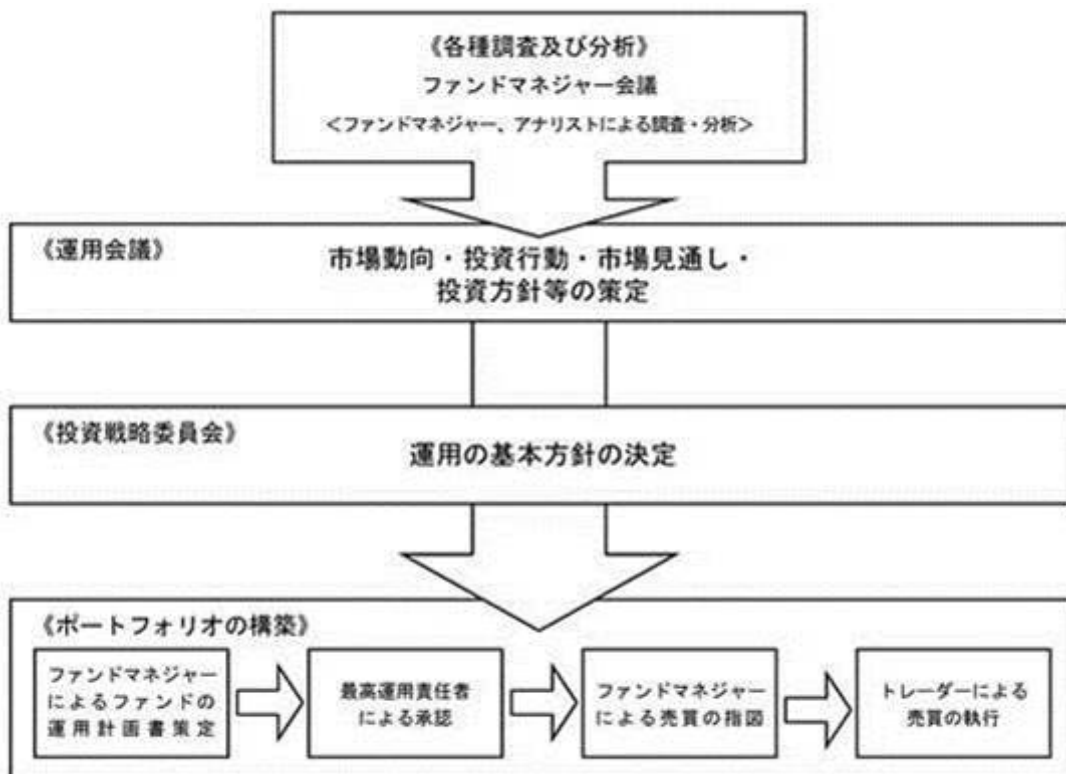 《各種調査及び分析》
ファンドマネジャー会議
<ファンドマネジャー、アナリストによる調査・分析>
《運用会議》
市場動向・投資行動・市場見通し・
投資方針等の策定
《投資戦略委員会》
運用の基本方針の決定
《ポートフォリオの構築》
ファンドマネジャー
によるファンドの
運用計画書策定
最高運用責任者
による承認
ファンドマネジャー
による売買の指図
トレーダーによる
売買の執行